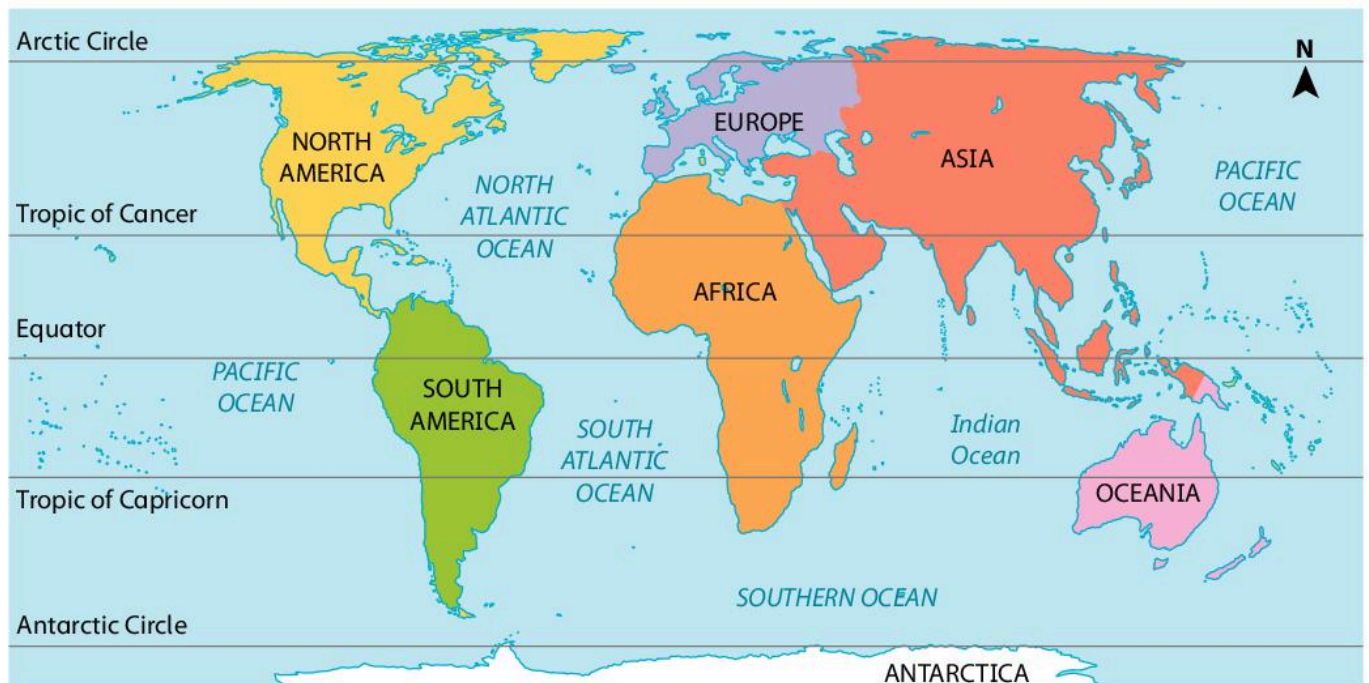 Arctic Circle
N
NORTH
AMERICA
EUROPE
ASIA
NORTH
ATLANTIC
OCEAN
PACIFIC
OCEAN
Tropic of Cancer
AFRICA
Equator
PACIFIC
OCEAN
SOUTH
AMERICA
SOUTH
ATLANTIC
OCEAN
Indian
Ocean
Tropic of Capricorn
OCEANIA
SOUTHERN OCEAN
Antarctic Circle
ANTARCTICA